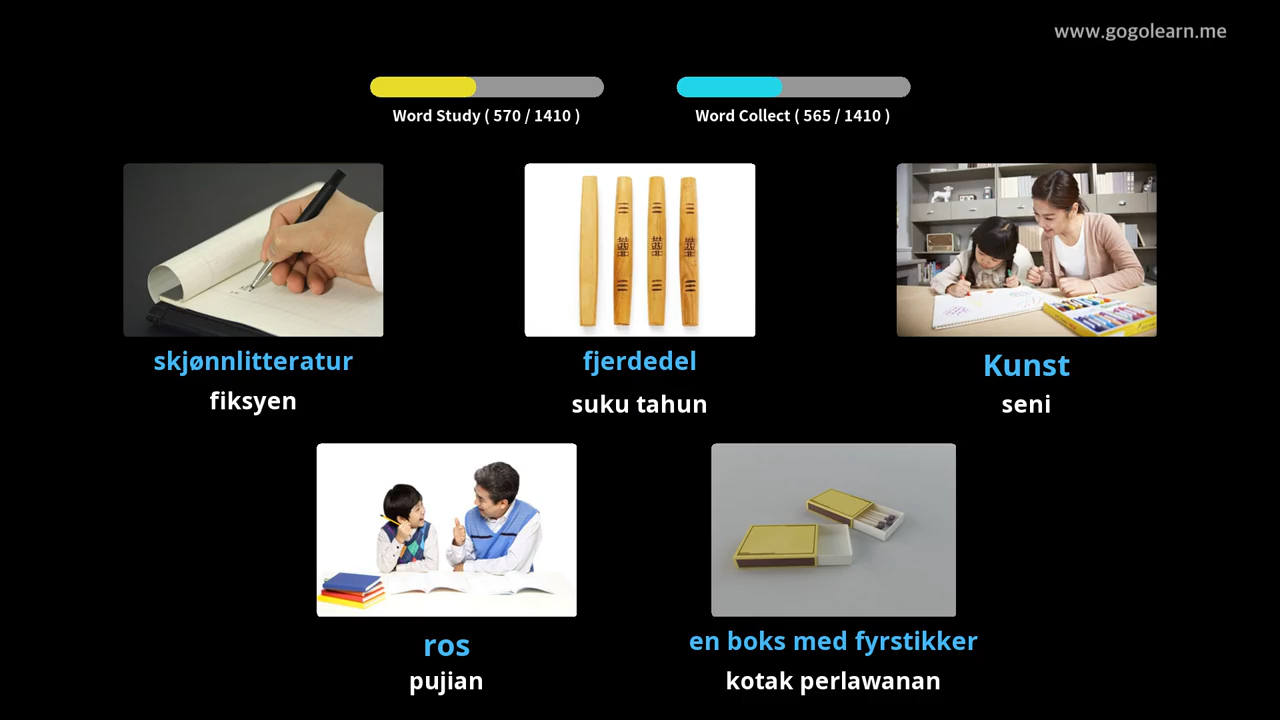 www.gogolearn.me
Word Study ( 570 / 1410 )
Word Collect ( 565 / 1410 )
skjønnlitteratur
fiksyen
fjerdedel
suku tahun
Kunst
seni
ros
pujian
en boks med fyrstikker
kotak perlawanan